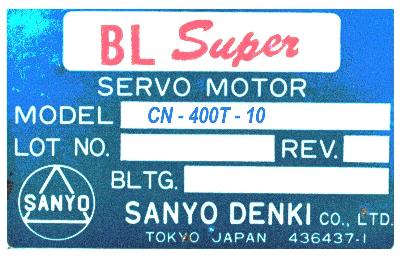 BL Super
SERVO MOTOR
MODEL CN - 400T - 10
LOT NO. REV.
BLTG.
SANYO
SANYO DENKI CO., LTD.
TOKYO JAPAN 436437-1